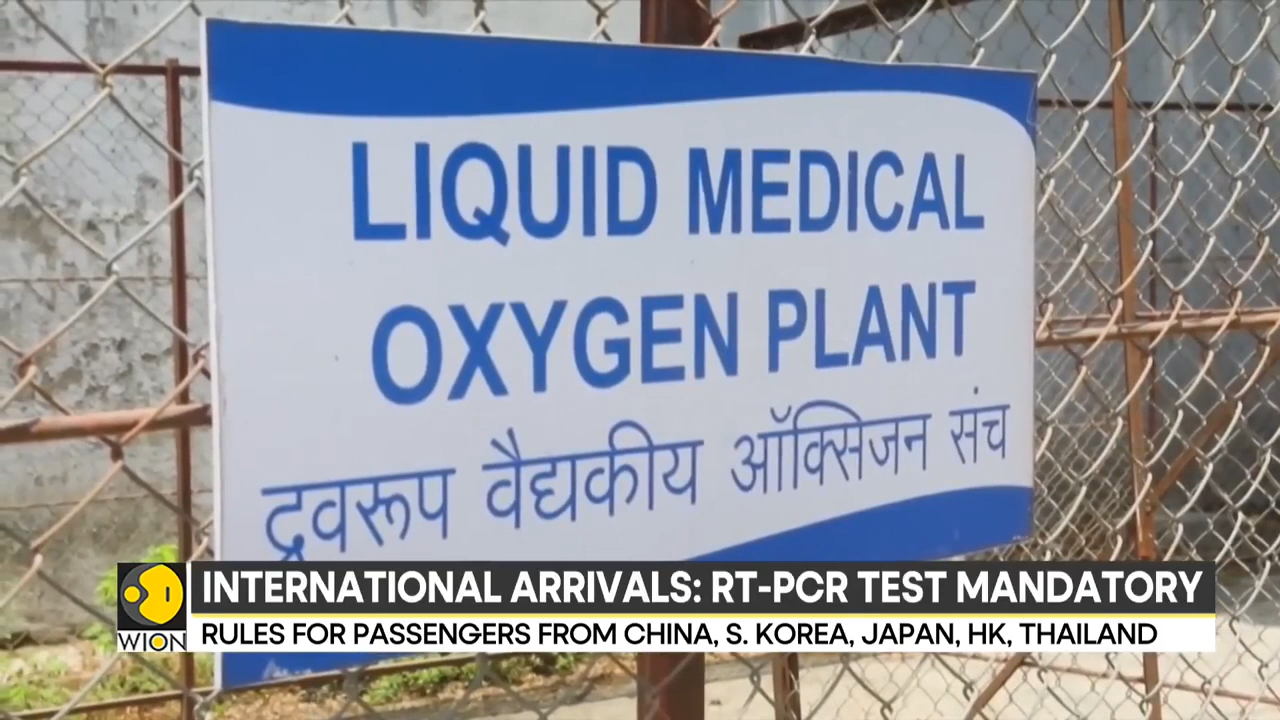 LIQUID MEDICAL
OXYGEN PLANT
द्रवरूप वैद्यकीय ऑक्सिजन संच
INTERNATIONAL ARRIVALS: RT-PCR TEST MANDATORY
WION
RULES FOR PASSENGERS FROM CHINA, S. KOREA, JAPAN, HK, THAILAND